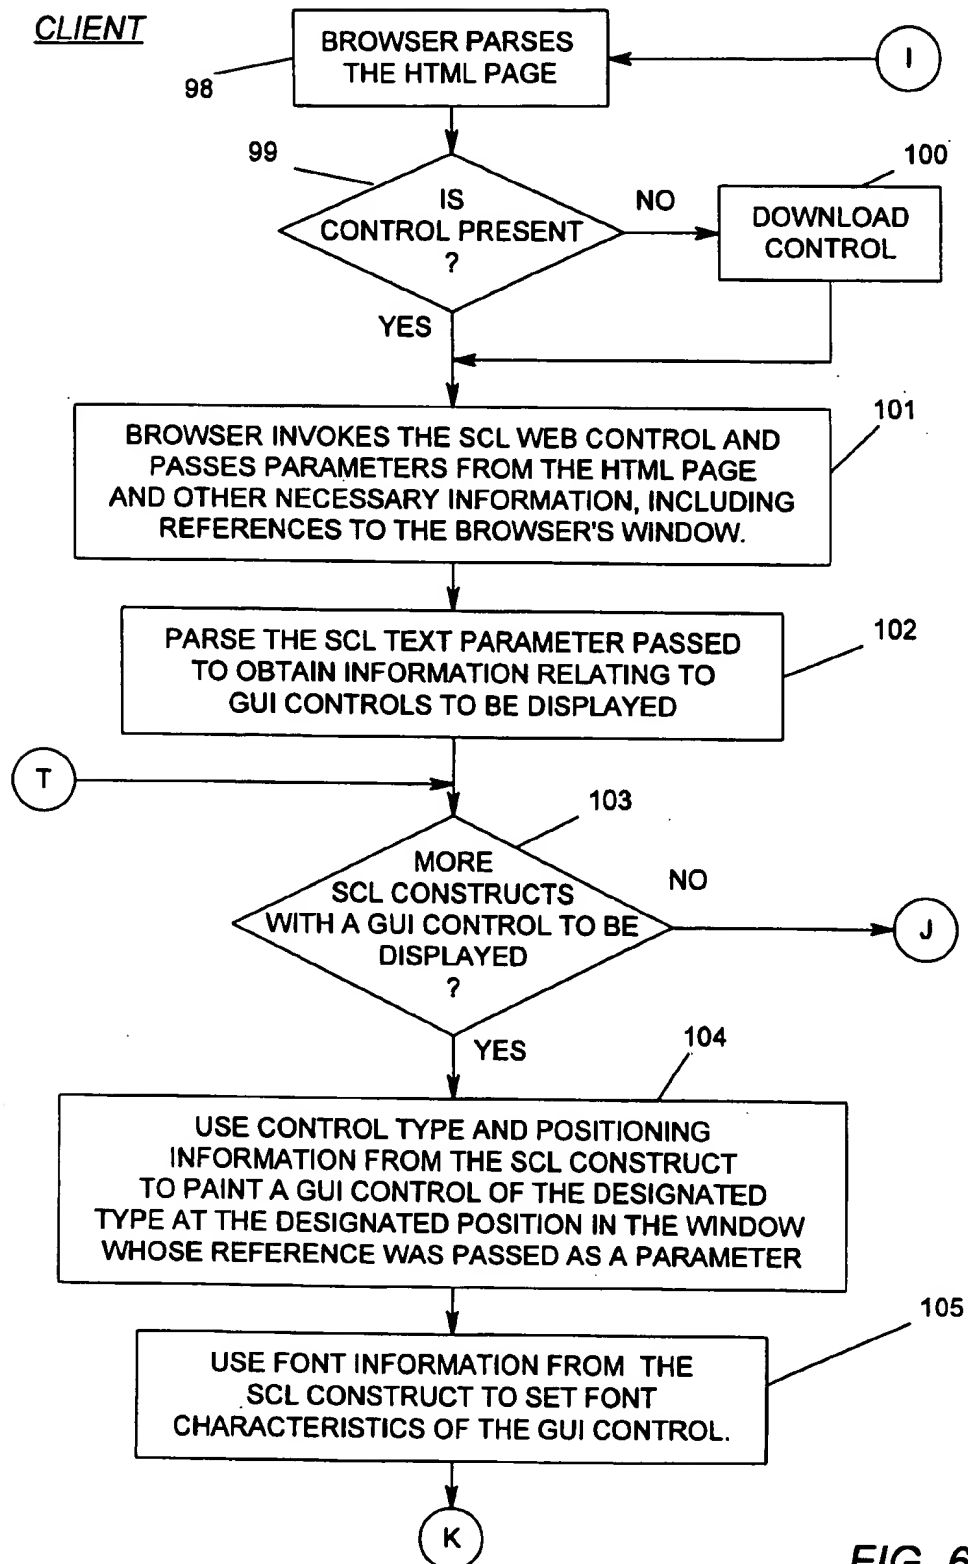 CLIENT
BROWSER PARSES
THE HTML PAGE
I
98
99
IS
CONTROL PRESENT
?
NO
100
DOWNLOAD
CONTROL
YES
101
BROWSER INVOKES THE SCL WEB CONTROL AND
PASSES PARAMETERS FROM THE HTML PAGE
AND OTHER NECESSARY INFORMATION, INCLUDING
REFERENCES TO THE BROWSER'S WINDOW.
102
PARSE THE SCL TEXT PARAMETER PASSED
TO OBTAIN INFORMATION RELATING TO
GUI CONTROLS TO BE DISPLAYED
T
103
MORE
SCL CONSTRUCTS
WITH A GUI CONTROL TO BE
DISPLAYED
?
NO
J
YES
104
USE CONTROL TYPE AND POSITIONING
INFORMATION FROM THE SCL CONSTRUCT
TO PAINT A GUI CONTROL OF THE DESIGNATED
TYPE AT THE DESIGNATED POSITION IN THE WINDOW
WHOSE REFERENCE WAS PASSED AS A PARAMETER
105
USE FONT INFORMATION FROM THE
SCL CONSTRUCT TO SET FONT
CHARACTERISTICS OF THE GUI CONTROL.
K
FIG. 6